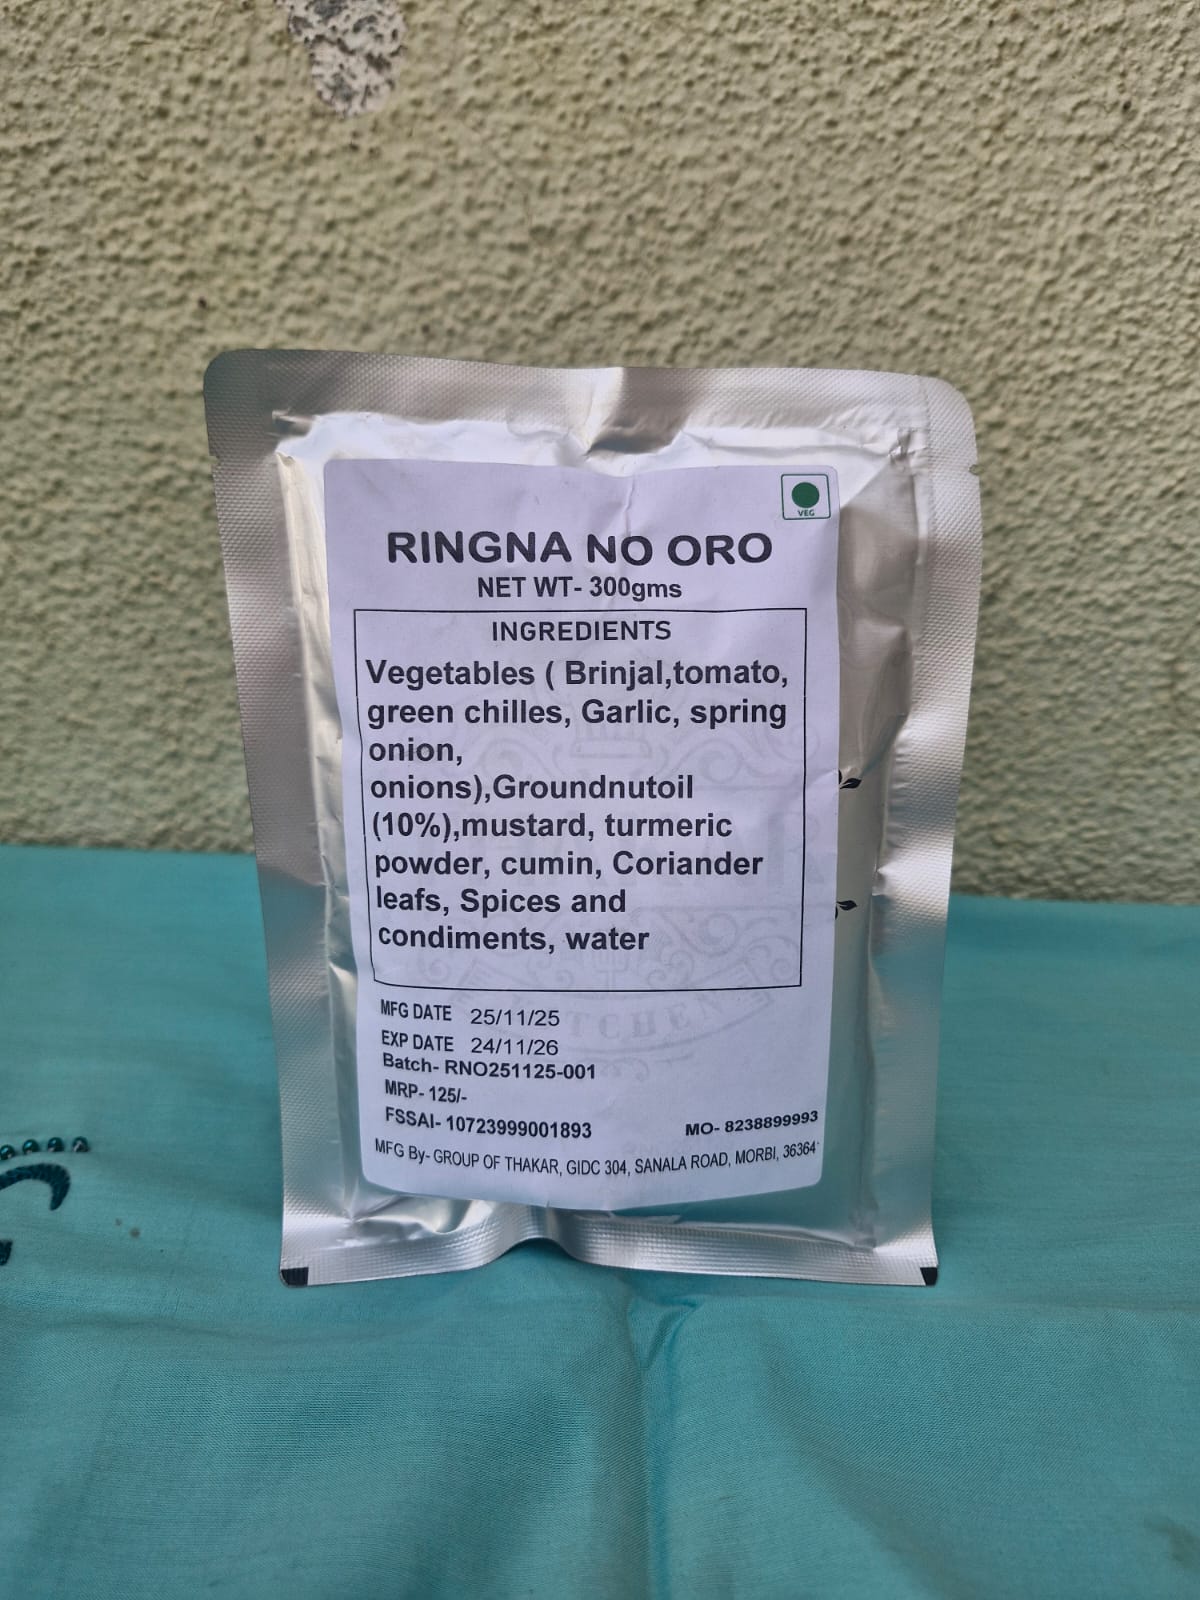 VEG
RINGNA NO ORO
NET WT- 300gms
INGREDIENTS
Vegetables ( Brinjal,tomato,
green chilles, Garlic, spring
onion,
onions),Groundnutoil
(10%),mustard, turmeric
powder, cumin, Coriander
leafs, Spices and
condiments, water
KITCHEN
MFG DATE 25/11/25
EXP DATE 24/11/26
Batch- RNO251125-001
MRP- 125/-
FSSAI- 10723999001893 MO- 8238899993
MFG By- GROUP OF THAKAR, GIDC 304, SANALA ROAD, MORBI, 36364